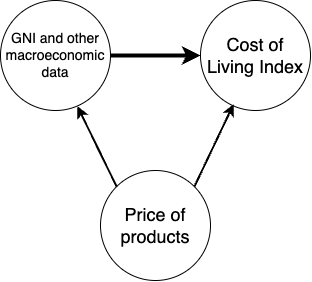 GNI and other
macroeconomic
data
Cost of
Living Index
Price of
products